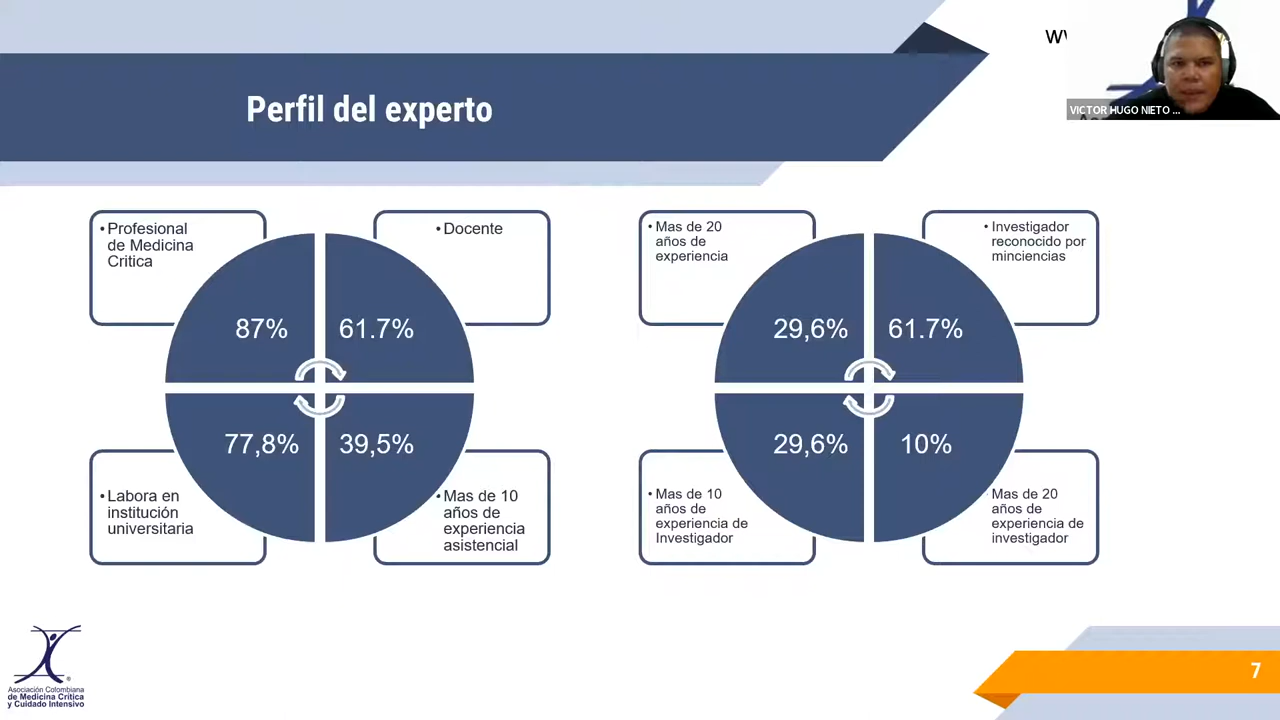 W
VICTOR HUGO NIETO ...
Perfil del experto
•Profesional
de Medicina
Critica
•Docente
87%
61.7%
77,8%
39,5%
•Labora en
institución
universitaria
•Mas de 10
años de
experiencia
asistencial
•Mas de 20
años de
experiencia
•Investigador
reconocido por
minciencias
29,6%
61.7%
29,6%
10%
•Mas de 10
años de
experiencia de
Investigador
•Mas de 20
años de
experiencia de
investigador
Asociación Colombiana
de Medicina Crítica
y Cuidado Intensivo
7